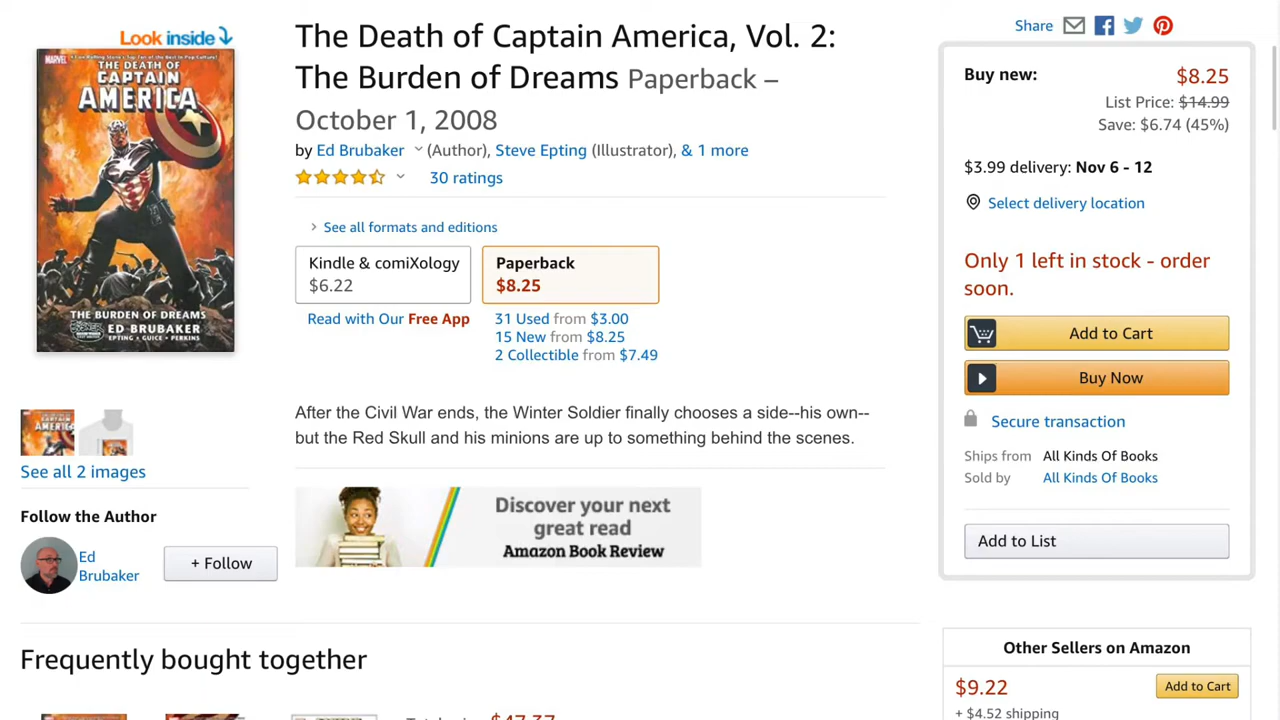 Look inside
MARVEL
THE DEATH OF
CAPTAIN
AMERICA
THE BURDEN OF DREAMS
ED BRUBAKER
EPTING · GUICE · PERKINS
See all 2 images
Follow the Author
Ed
Brubaker
+ Follow
The Death of Captain America, Vol. 2:
The Burden of Dreams Paperback –
October 1, 2008
by Ed Brubaker (Author), Steve Epting (Illustrator), & 1 more
30 ratings
See all formats and editions
Kindle & comiXology
$6.22
Paperback
$8.25
Read with Our Free App
31 Used from $3.00
15 New from $8.25
2 Collectible from $7.49
After the Civil War ends, the Winter Soldier finally chooses a side--his own--
but the Red Skull and his minions are up to something behind the scenes.
Discover your next
great read
Amazon Book Review
Share
Buy new: $8.25
List Price: $14.99
Save: $6.74 (45%)
$3.99 delivery: Nov 6 - 12
Select delivery location
Only 1 left in stock - order
soon.
Add to Cart
Buy Now
Secure transaction
Ships from All Kinds Of Books
Sold by All Kinds Of Books
Add to List
Other Sellers on Amazon
$9.22 Add to Cart
+ $4.52 shipping
Frequently bought together